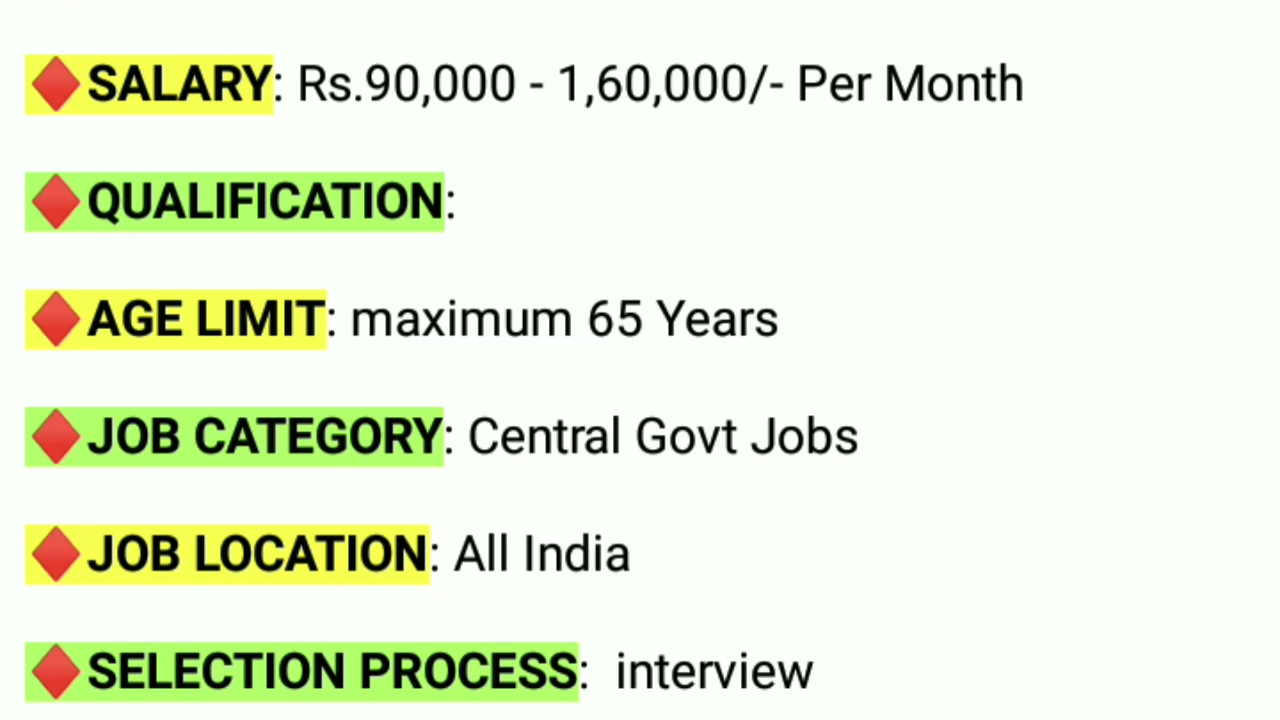 ♦️SALARY: Rs.90,000 - 1,60,000/- Per Month
♦️QUALIFICATION:
♦️AGE LIMIT: maximum 65 Years
♦️JOB CATEGORY: Central Govt Jobs
♦️JOB LOCATION: All India
♦️SELECTION PROCESS:  interview